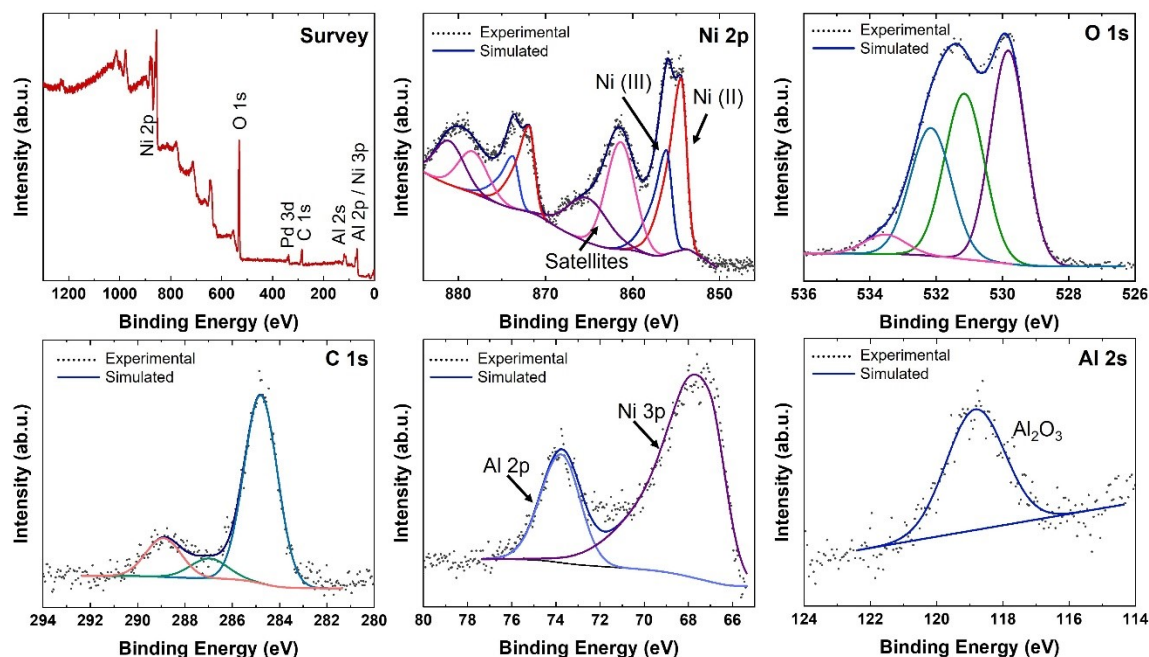 Survey
Intensity (ab.u.)
Ni 2p
O 1s
Pd 3d
C 1s
Al 2s
Al 2p / Ni 3p
1200 1000 800 600 400 200 0
Binding Energy (eV)
Experimental
Simulated
Ni 2p
Intensity (ab.u.)
Ni (III)
Ni (II)
Satellites
880 870 860 850
Binding Energy (eV)
Experimental
Simulated
O 1s
Intensity (ab.u.)
536 534 532 530 528 526
Binding Energy (eV)
Experimental
Simulated
C 1s
Intensity (ab.u.)
294 292 290 288 286 284 282 280
Binding Energy (eV)
Experimental
Simulated
Intensity (ab.u.)
Al 2p
Ni 3p
80 78 76 74 72 70 68 66
Binding Energy (eV)
Experimental
Simulated
Al 2s
Intensity (ab.u.)
Al₂O₃
124 122 120 118 116 114
Binding Energy (eV)